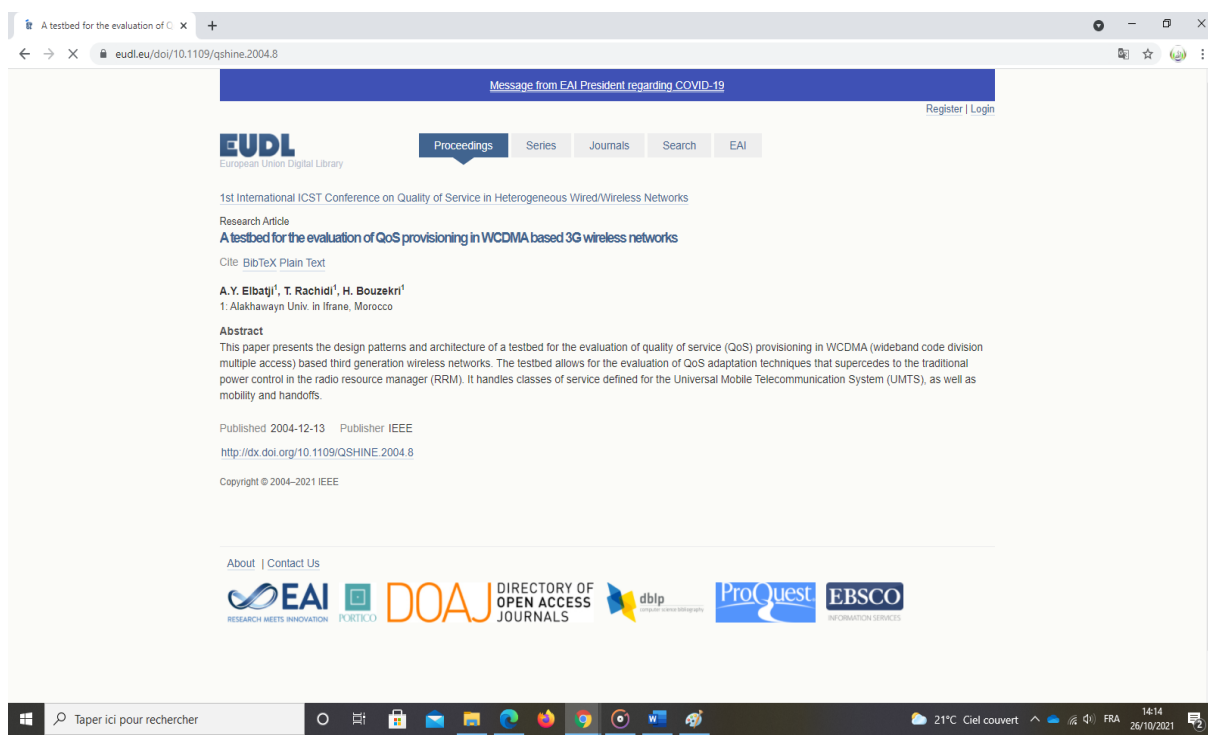 A testbed for the evaluation of Q
eudl.eu/doi/10.1109/qshine.2004.8
Message from EAI President regarding COVID-19
Register | Login
EUDL
European Union Digital Library
Proceedings Series Journals Search EAI
1st International ICST Conference on Quality of Service in Heterogeneous Wired/Wireless Networks
Research Article
A testbed for the evaluation of QoS provisioning in WCDMA based 3G wireless networks
Cite BibTeX Plain Text
A.Y. Elbatji1, T. Rachidi1, H. Bouzekri1
1: Alakhawayn Univ. in Ifrane, Morocco
Abstract
This paper presents the design patterns and architecture of a testbed for the evaluation of quality of service (QoS) provisioning in WCDMA (wideband code division
multiple access) based third generation wireless networks. The testbed allows for the evaluation of QoS adaptation techniques that supercedes to the traditional
power control in the radio resource manager (RRM). It handles classes of service defined for the Universal Mobile Telecommunication System (UMTS), as well as
mobility and handoffs.
Published 2004-12-13 Publisher IEEE
http://dx.doi.org/10.1109/QSHINE.2004.8
Copyright © 2004–2021 IEEE
About | Contact Us
EAI
RESEARCH MEETS INNOVATION
PORTICO
DOAJ
DIRECTORY OF
OPEN ACCESS
JOURNALS
dblp
computer science bibliography
ProQuest
EBSCO
INFORMATION SERVICES
Taper ici pour rechercher
21°C Ciel couvert
FRA
14:14
26/10/2021
2